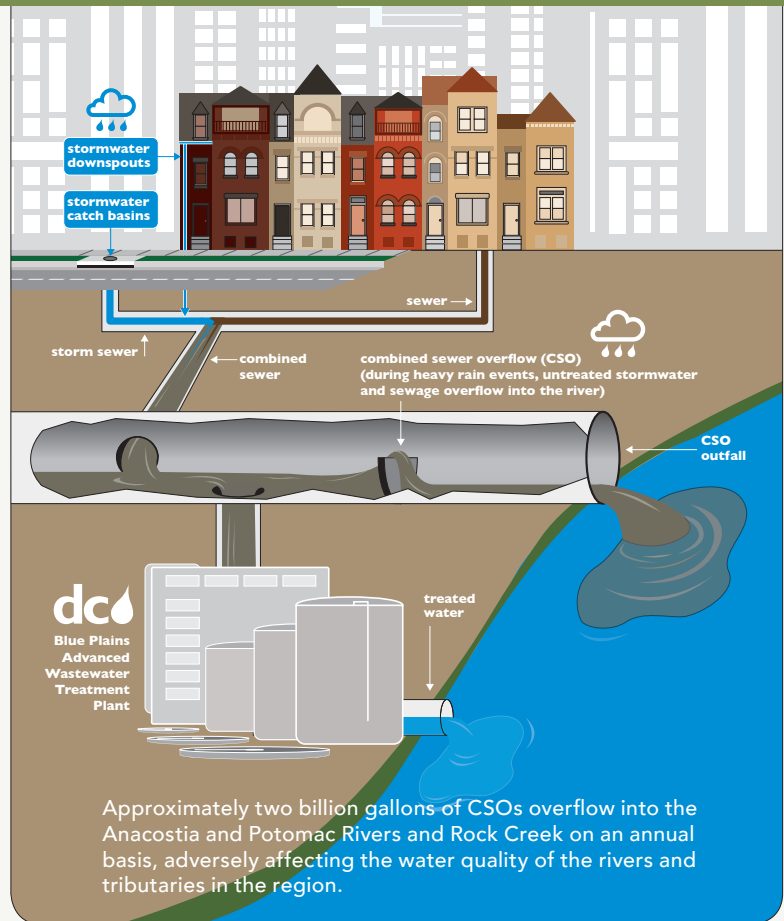 stormwater
downspouts
stormwater
catch basins
sewer
storm sewer
combined
sewer
combined sewer overflow (CSO)
(during heavy rain events, untreated stormwater
and sewage overflow into the river)
CSO
outfall
dc
Blue Plains
Advanced
Wastewater
Treatment
Plant
treated
water
Approximately two billion gallons of CSOs overflow into the
Anacostia and Potomac Rivers and Rock Creek on an annual
basis, adversely affecting the water quality of the rivers and
tributaries in the region.